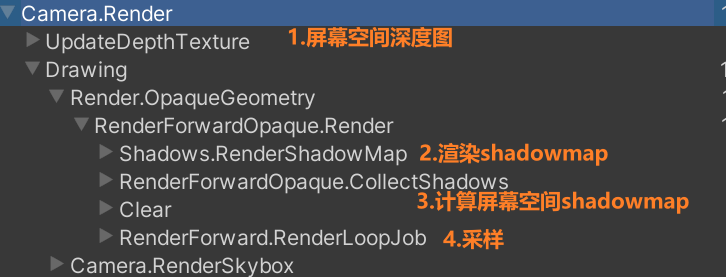 Camera.Render
UpdateDepthTexture 1.屏幕空间深度图
Drawing
Render.OpaqueGeometry
RenderForwardOpaque.Render
Shadows.RenderShadowMap 2.渲染shadowmap
RenderForwardOpaque.CollectShadows
3.计算屏幕空间shadowmap
Clear
RenderForward.RenderLoopJob 4.采样
Camera.RenderSkybox